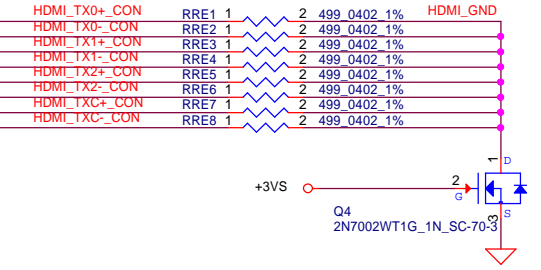 HDMI_TX0+_CON RRE1 1 2 499_0402_1% HDMI_GND
HDMI_TX0-_CON RRE2 1 2 499_0402_1%
HDMI_TX1+_CON RRE3 1 2 499_0402_1%
HDMI_TX1-_CON RRE4 1 2 499_0402_1%
HDMI_TX2+_CON RRE5 1 2 499_0402_1%
HDMI_TX2-_CON RRE6 1 2 499_0402_1%
HDMI_TXC+_CON RRE7 1 2 499_0402_1%
HDMI_TXC-_CON RRE8 1 2 499_0402_1%
1 D
+3VS 2
G
3 S
Q4
2N7002WT1G_1N_SC-70-3